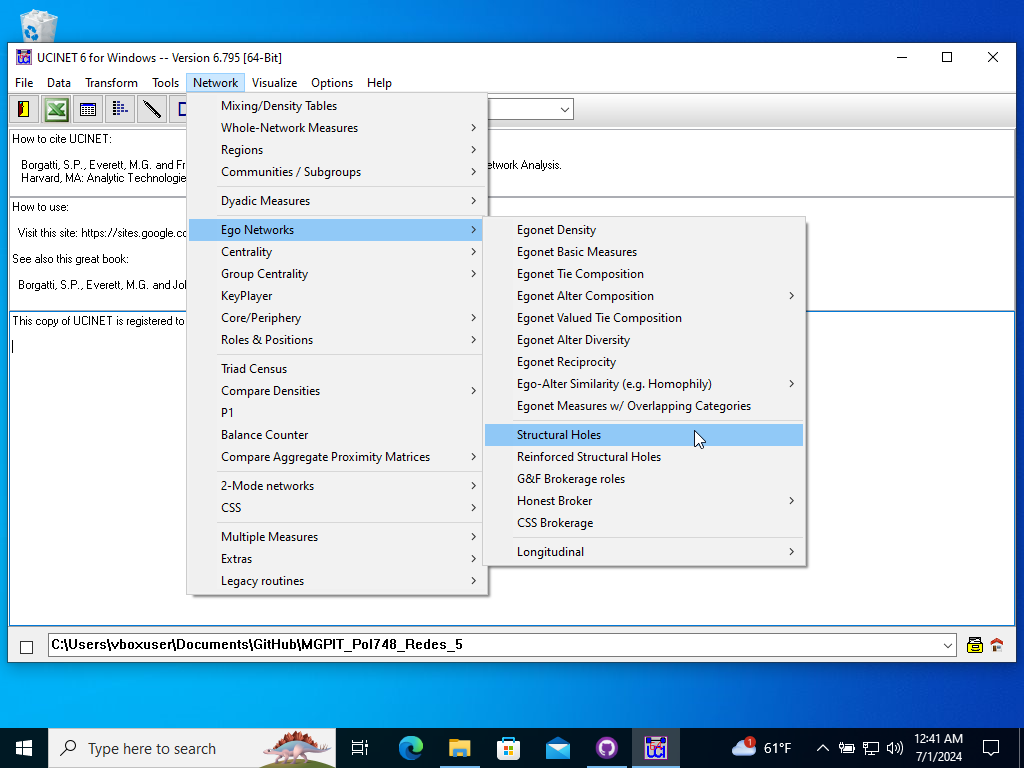 UCINET 6 for Windows -- Version 6.795 [64-Bit]
File Data Transform Tools Network Visualize Options Help
How to cite UCINET:
Borgatti, S.P., Everett, M.G. and
etwork Analysis.
Harvard, MA: Analytic Technologie
How to use:
Visit this site: https://sites.google.co
See also this great book:
Borgatti, S.P., Everett, M.G. and
This copy of UCINET is registered to
Mixing/Density Tables
Whole-Network Measures
Regions
Communities / Subgroups
Dyadic Measures
Ego Networks
Centrality
Group Centrality
KeyPlayer
Core/Periphery
Roles & Positions
Triad Census
Compare Densities
P1
Balance Counter
Compare Aggregate Proximity Matrices
2-Mode networks
CSS
Multiple Measures
Extras
Legacy routines
Egonet Density
Egonet Basic Measures
Egonet Tie Composition
Egonet Alter Composition
Egonet Valued Tie Composition
Egonet Alter Diversity
Egonet Reciprocity
Ego-Alter Similarity (e.g. Homophily)
Egonet Measures w/ Overlapping Categories
Structural Holes
Reinforced Structural Holes
G&F Brokerage roles
Honest Broker
CSS Brokerage
Longitudinal
C:\Users\vboxuser\Documents\GitHub\MGPIT_Pol748_Redes_5
Type here to search
1
61°F
12:41 AM
7/1/2024